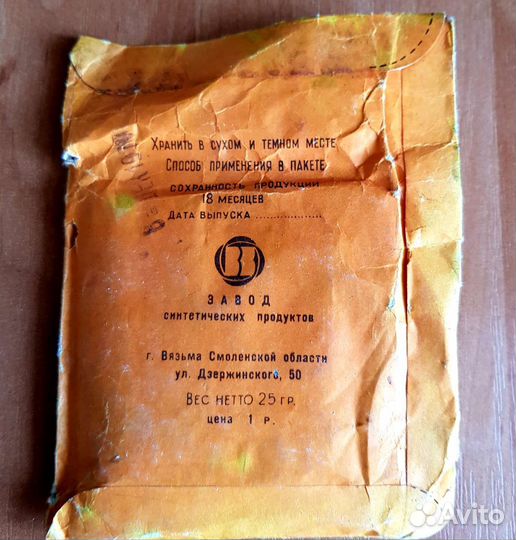 Хранить в сухом и темном месте
Способ применения в пакете
сохранность продукции
18 месяцев
Дата выпуска ..................
ЗАВОД
синтетических продуктов
г. Вязьма Смоленской области
ул. Дзержинского, 50
Вес нетто 25 гр.
цена 1 р.
Avito